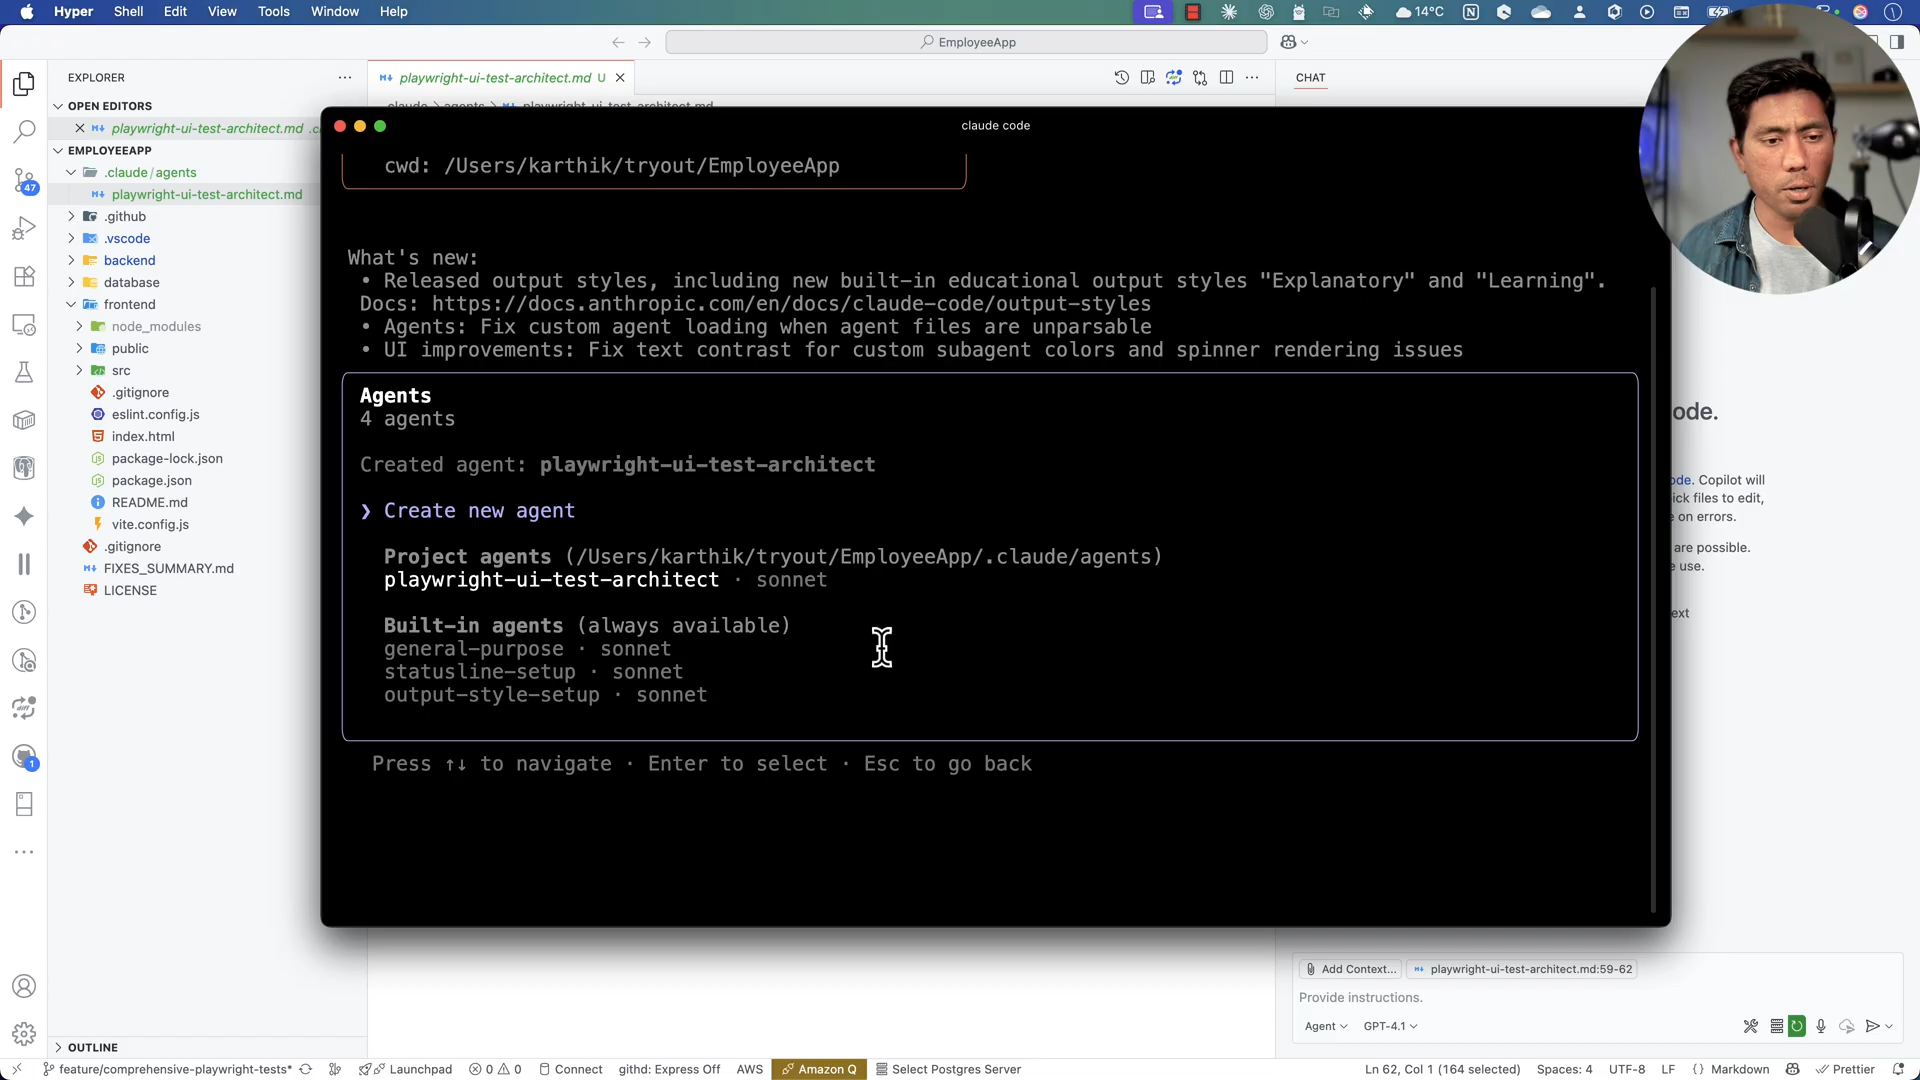 Hyper Shell Edit View Tools Window Help
14°C
EmployeeApp
EXPLORER
playwright-ui-test-architect.md U
CHAT
OPEN EDITORS
playwright-ui-test-architect.md .c
EMPLOYEEAPP
.claude/agents
playwright-ui-test-architect.md
.github
.vscode
backend
database
frontend
node_modules
public
src
.gitignore
eslint.config.js
index.html
package-lock.json
package.json
README.md
vite.config.js
.gitignore
FIXES_SUMMARY.md
LICENSE
47
1
OUTLINE
claude code
cwd: /Users/karthik/tryout/EmployeeApp
What's new:
• Released output styles, including new built-in educational output styles "Explanatory" and "Learning".
Docs: https://docs.anthropic.com/en/docs/claude-code/output-styles
• Agents: Fix custom agent loading when agent files are unparsable
• UI improvements: Fix text contrast for custom subagent colors and spinner rendering issues
Agents
4 agents
Created agent: playwright-ui-test-architect
❯ Create new agent
Project agents (/Users/karthik/tryout/EmployeeApp/.claude/agents)
playwright-ui-test-architect · sonnet
Built-in agents (always available)
general-purpose · sonnet
statusline-setup · sonnet
output-style-setup · sonnet
Press ↑↓ to navigate · Enter to select · Esc to go back
ode.
ode. Copilot will
ick files to edit,
e on errors.
are possible.
e use.
ext
Add Context... playwright-ui-test-architect.md:59-62
Provide instructions.
Agent GPT-4.1
feature/comprehensive-playwright-tests* Launchpad 0 0 Connect githd: Express Off AWS Amazon Q Select Postgres Server Ln 62, Col 1 (164 selected) Spaces: 4 UTF-8 LF {} Markdown Prettier